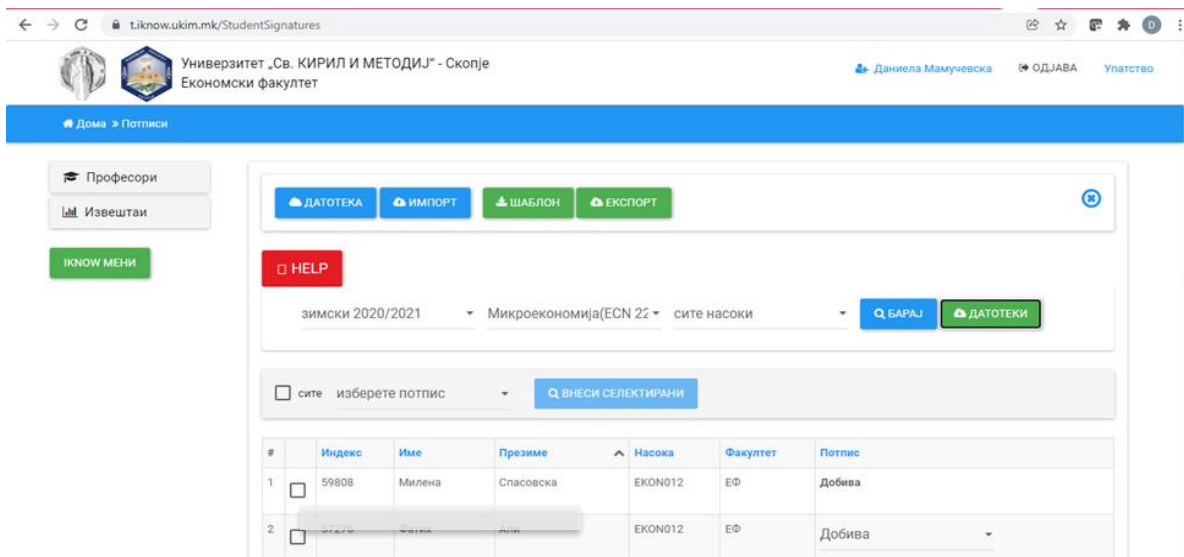 t.iknow.ukim.mk/StudentSignatures
D
Универзитет „Св. КИРИЛ И МЕТОДИЈ" - Скопје
Економски факултет
Даниела Мамучевска ОДЈАВА Упатство
Дома » Потписи
Професори
Извештаи
IKNOW МЕНИ
ДАТОТЕКА ИМПОРТ ШАБЛОН ЕКСПОРТ
HELP
зимски 2020/2021 Микроекономија(ECN 22 сите насоки БАРАЈ ДАТОТЕКИ
сите изберете потпис ВНЕСИ СЕЛЕКТИРАНИ
# Индекс Име Презиме Насока Факултет Потпис
1 59808 Милена Спасовска EKON012 ЕФ Добива
2 EKON012 ЕФ Добива